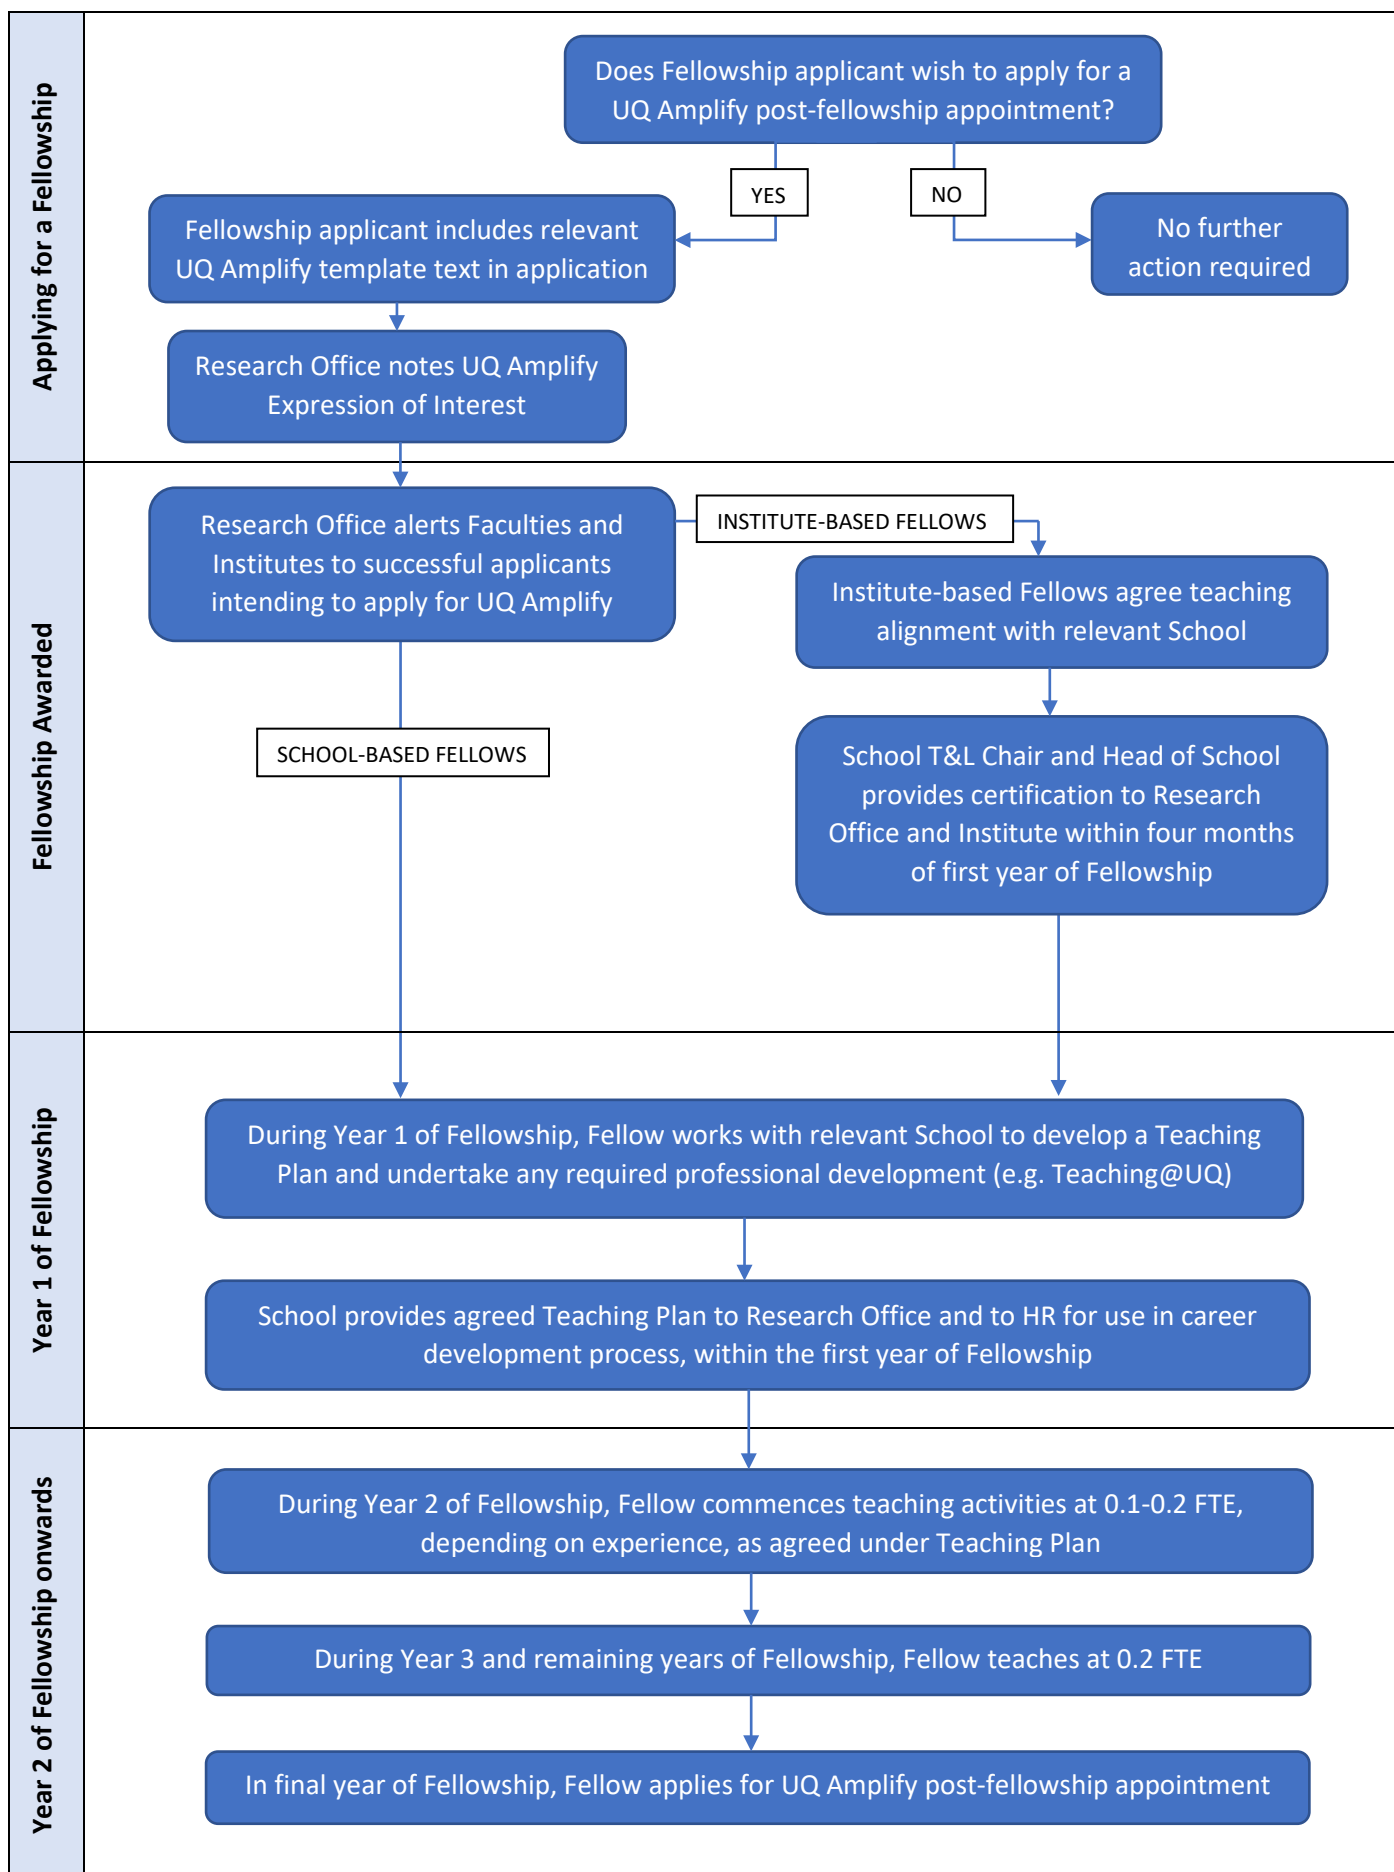 Applying for a Fellowship
Does Fellowship applicant wish to apply for a
UQ Amplify post-fellowship appointment?
YES
NO
Fellowship applicant includes relevant
UQ Amplify template text in application
No further
action required
Research Office notes UQ Amplify
Expression of Interest
Fellowship Awarded
Research Office alerts Faculties and
Institutes to successful applicants
intending to apply for UQ Amplify
INSTITUTE-BASED FELLOWS
Institute-based Fellows agree teaching
alignment with relevant School
SCHOOL-BASED FELLOWS
School T&L Chair and Head of School
provides certification to Research
Office and Institute within four months
of first year of Fellowship
Year 1 of Fellowship
During Year 1 of Fellowship, Fellow works with relevant School to develop a Teaching
Plan and undertake any required professional development (e.g. Teaching@UQ)
School provides agreed Teaching Plan to Research Office and to HR for use in career
development process, within the first year of Fellowship
Year 2 of Fellowship onwards
During Year 2 of Fellowship, Fellow commences teaching activities at 0.1-0.2 FTE,
depending on experience, as agreed under Teaching Plan
During Year 3 and remaining years of Fellowship, Fellow teaches at 0.2 FTE
In final year of Fellowship, Fellow applies for UQ Amplify post-fellowship appointment